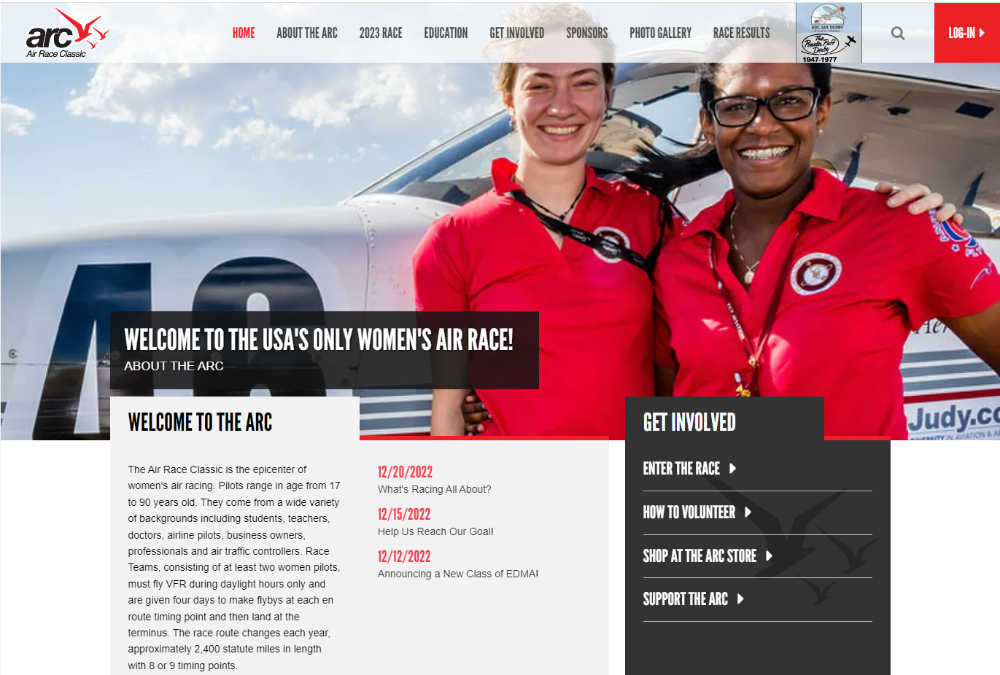 arc
Air Race Classic
HOME
ABOUT THE ARC
2023 RACE
EDUCATION
GET INVOLVED
SPONSORS
PHOTO GALLERY
RACE RESULTS
ARC AIR DERBY
The
Powder Puff
Derby
1947-1977
LOG-IN
WELCOME TO THE USA'S ONLY WOMEN'S AIR RACE!
ABOUT THE ARC
Judy.co
WELCOME TO THE ARC
The Air Race Classic is the epicenter of
women's air racing. Pilots range in age from 17
to 90 years old. They come from a wide variety
of backgrounds including students, teachers,
doctors, airline pilots, business owners,
professionals and air traffic controllers. Race
Teams, consisting of at least two women pilots,
must fly VFR during daylight hours only and
are given four days to make flybys at each en
route timing point and then land at the
terminus. The race route changes each year,
approximately 2,400 statute miles in length
with 8 or 9 timing points.
12/20/2022
What's Racing All About?
12/15/2022
Help Us Reach Our Goal!
12/12/2022
Announcing a New Class of EDMA!
GET INVOLVED
ENTER THE RACE
HOW TO VOLUNTEER
SHOP AT THE ARC STORE
SUPPORT THE ARC